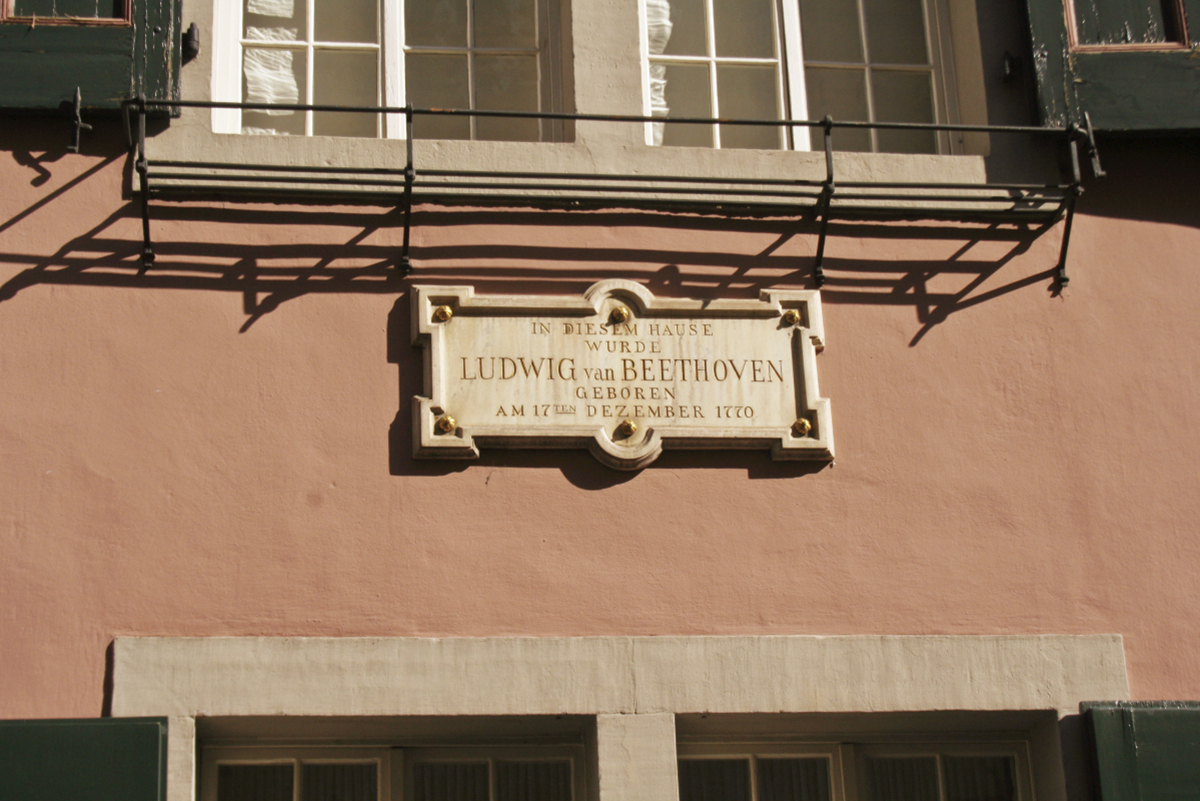 IN DIESEM HAUSE
WURDE
LUDWIG van BEETHOVEN
GEBOREN
AM 17TEN DEZEMBER 1770